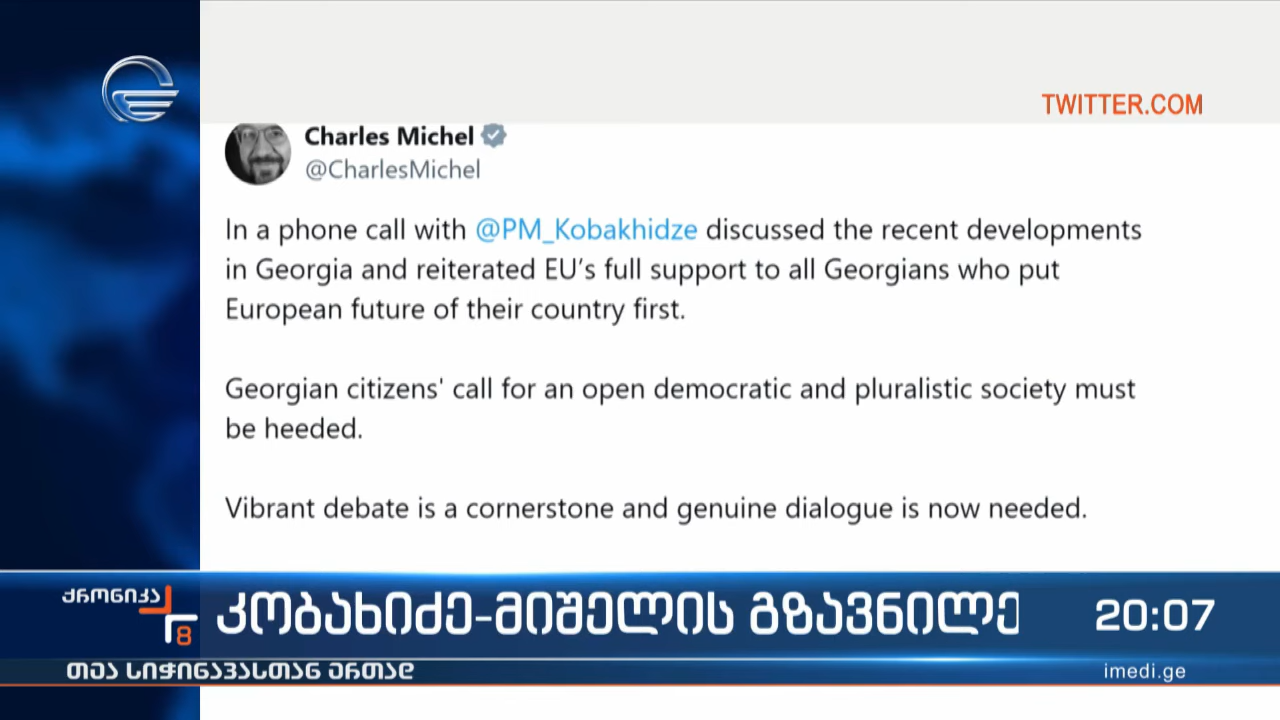 TWITTER.COM
Charles Michel
@CharlesMichel
In a phone call with @PM_Kobakhidze discussed the recent developments
in Georgia and reiterated EU’s full support to all Georgians who put
European future of their country first.
Georgian citizens' call for an open democratic and pluralistic society must
be heeded.
Vibrant debate is a cornerstone and genuine dialogue is now needed.
ქრონიკა
8
კობახიძე-მიშელის გზავნილე
20:07
თეა სიჭინავასთან ერთად
imedi.ge